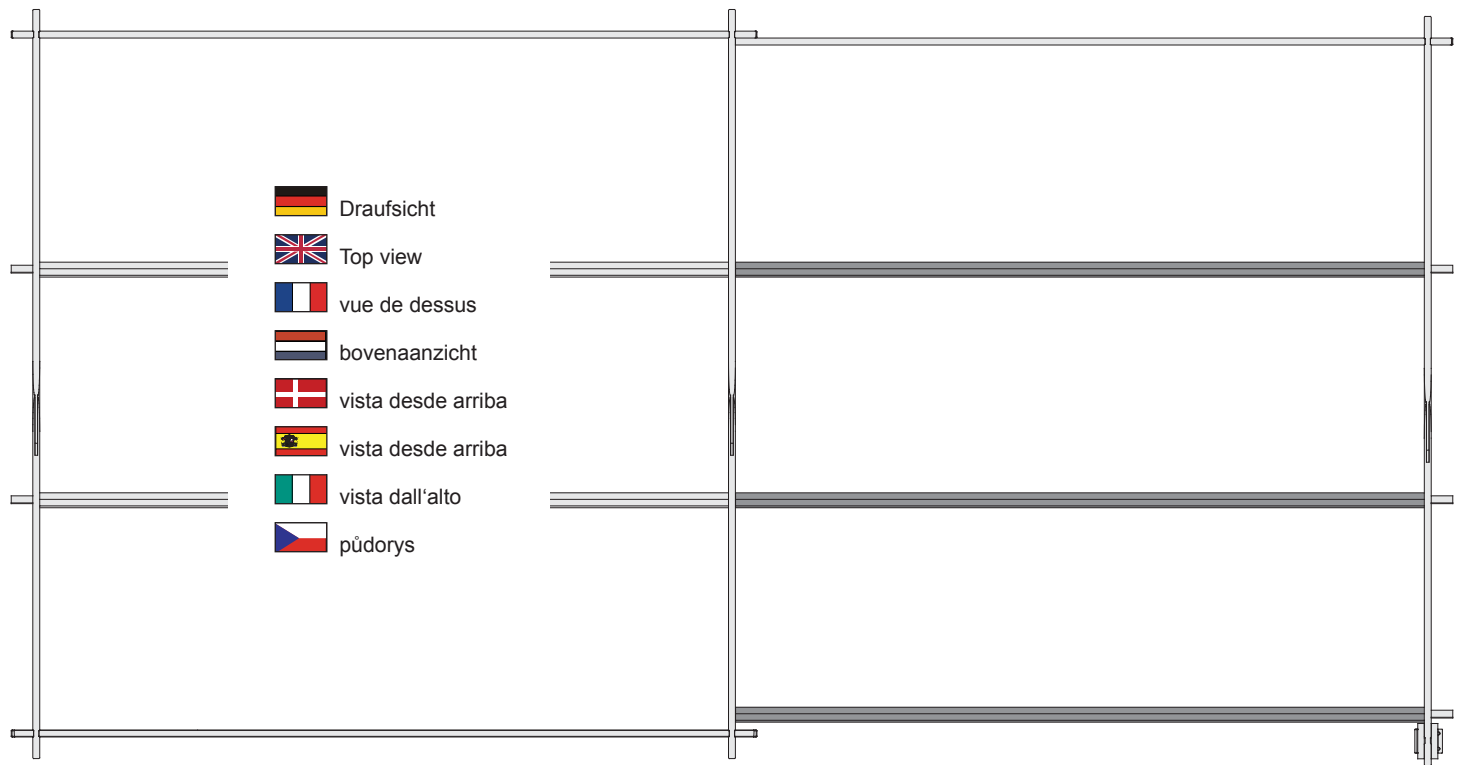 Draufsicht
Top view
vue de dessus
bovenaanzicht
vista desde arriba
vista desde arriba
vista dall‘alto
půdorys